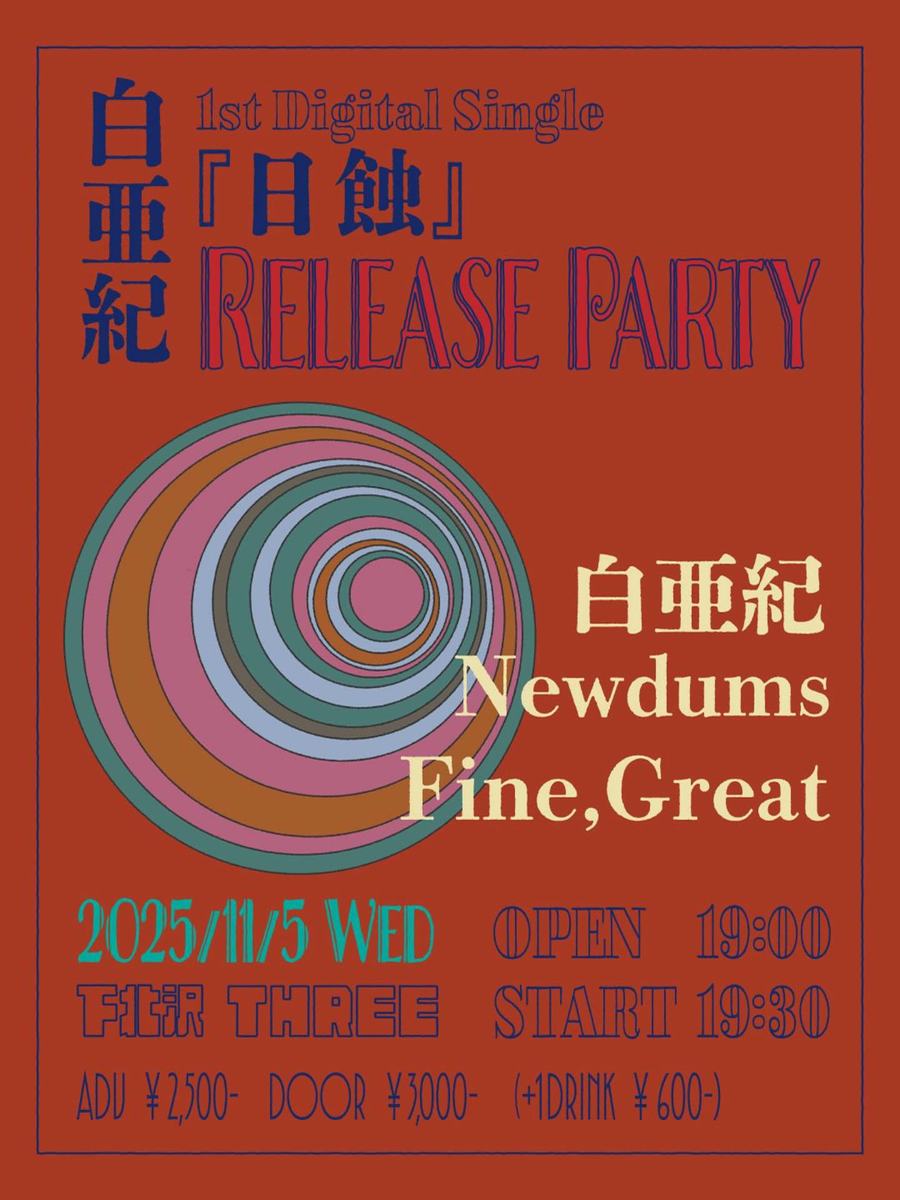 白亜紀
1st Digital Single
『日蝕』
RELEASE PARTY
白亜紀
Newdums
Fine,Great
2025/11/5 WED
OPEN 19:00
下北沢 THREE
START 19:30
ADV ¥2,500- DOOR ¥3,000- (+1DRINK ¥600-)